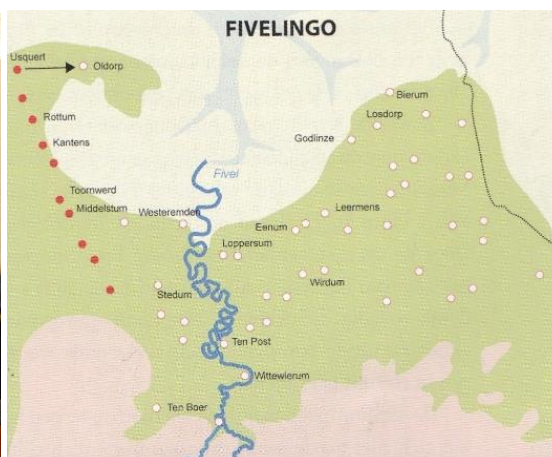 FIVELINGO
Usquert
Oldorp
Bierum
Losdorp
Rottum
Godlinze
Kantens
Fivel
Toornwerd
Leermens
Middelstum
Westeremden
Eenum
Loppersum
Wirdum
Stedum
Ten Post
Wittewierum
Ten Boer